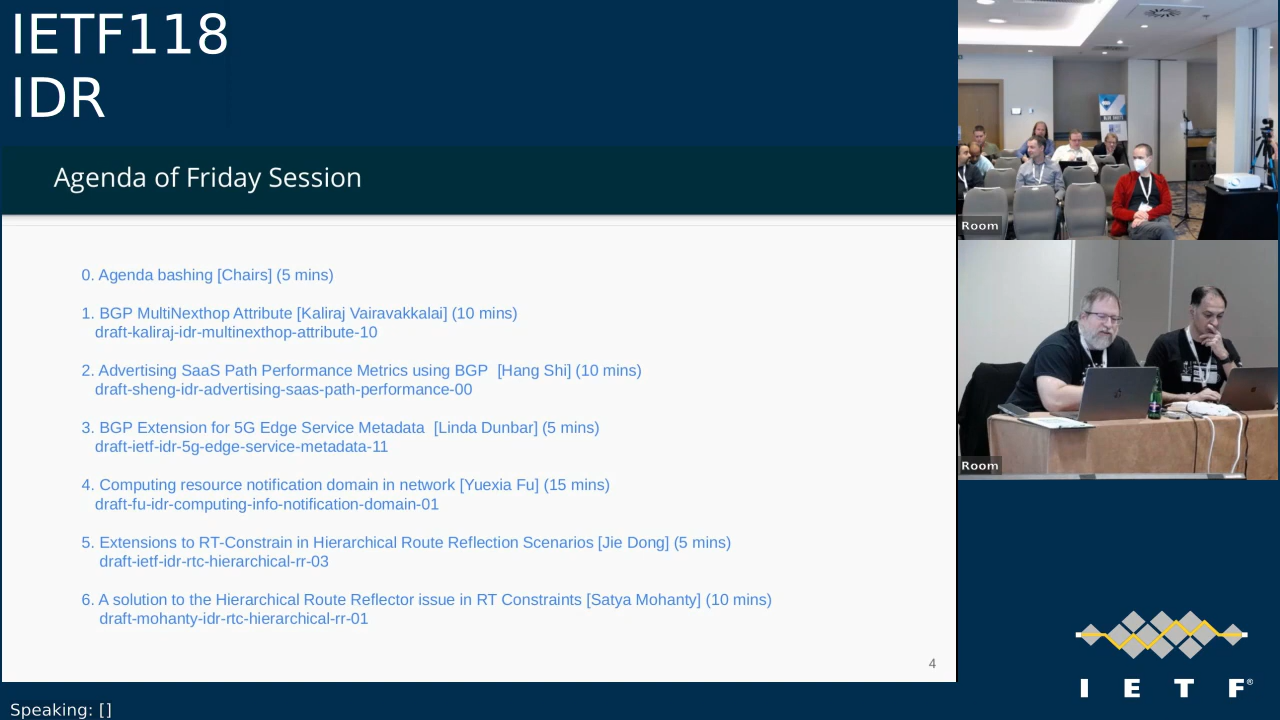 IETF118
IDR
Agenda of Friday Session
0. Agenda bashing [Chairs] (5 mins)
1. BGP MultiNexthop Attribute [Kaliraj Vairavakkalai] (10 mins)
draft-kaliraj-idr-multinexthop-attribute-10
2. Advertising SaaS Path Performance Metrics using BGP [Hang Shi] (10 mins)
draft-sheng-idr-advertising-saas-path-performance-00
3. BGP Extension for 5G Edge Service Metadata [Linda Dunbar] (5 mins)
draft-ietf-idr-5g-edge-service-metadata-11
4. Computing resource notification domain in network [Yuexia Fu] (15 mins)
draft-fu-idr-computing-info-notification-domain-01
5. Extensions to RT-Constrain in Hierarchical Route Reflection Scenarios [Jie Dong] (5 mins)
draft-ietf-idr-rtc-hierarchical-rr-03
6. A solution to the Hierarchical Route Reflector issue in RT Constraints [Satya Mohanty] (10 mins)
draft-mohanty-idr-rtc-hierarchical-rr-01
4
Room
Room
I E T F®
Speaking: []